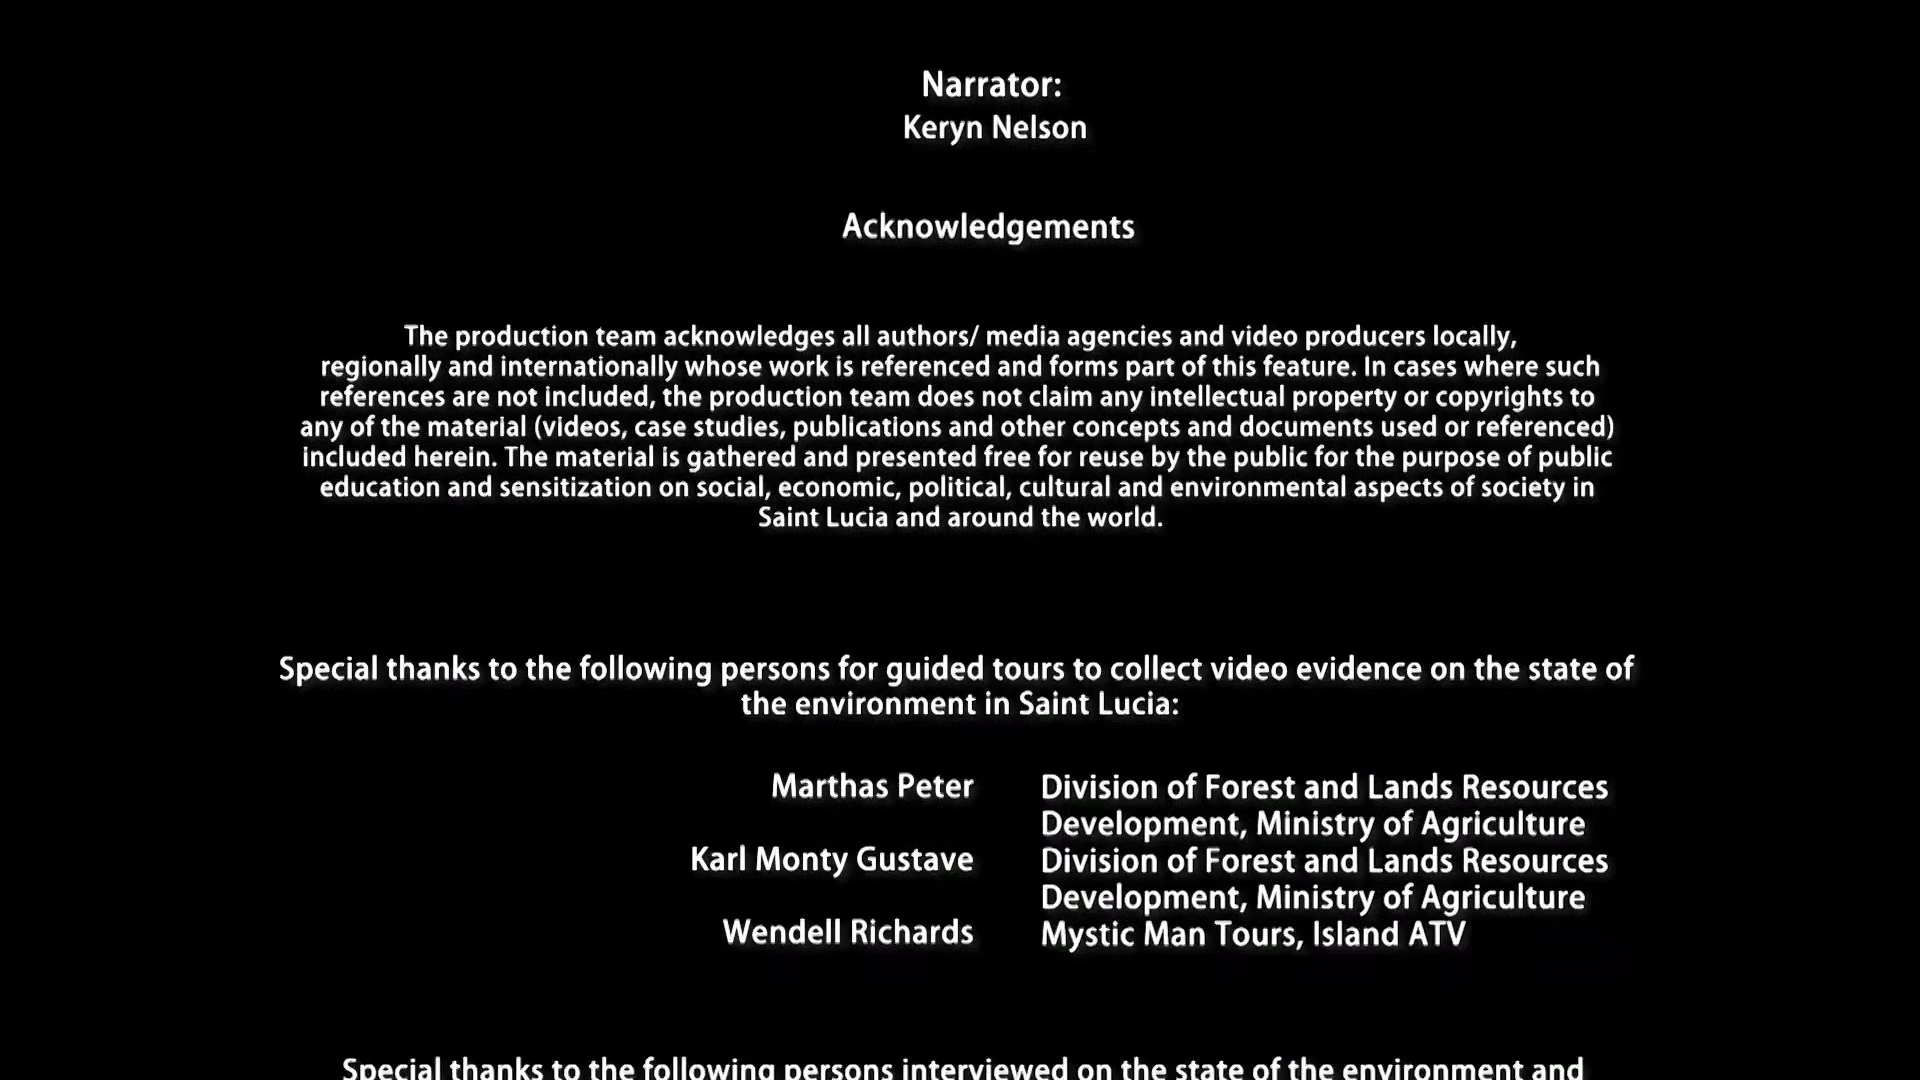 Narrator:
Keryn Nelson
Acknowledgements
The production team acknowledges all authors/ media agencies and video producers locally,
regionally and internationally whose work is referenced and forms part of this feature. In cases where such
references are not included, the production team does not claim any intellectual property or copyrights to
any of the material (videos, case studies, publications and other concepts and documents used or referenced)
included herein. The material is gathered and presented free for reuse by the public for the purpose of public
education and sensitization on social, economic, political, cultural and environmental aspects of society in
Saint Lucia and around the world.
Special thanks to the following persons for guided tours to collect video evidence on the state of
the environment in Saint Lucia:
Marthas Peter Division of Forest and Lands Resources
Development, Ministry of Agriculture
Karl Monty Gustave Division of Forest and Lands Resources
Development, Ministry of Agriculture
Wendell Richards Mystic Man Tours, Island ATV
Special thanks to the following persons interviewed on the state of the environment and